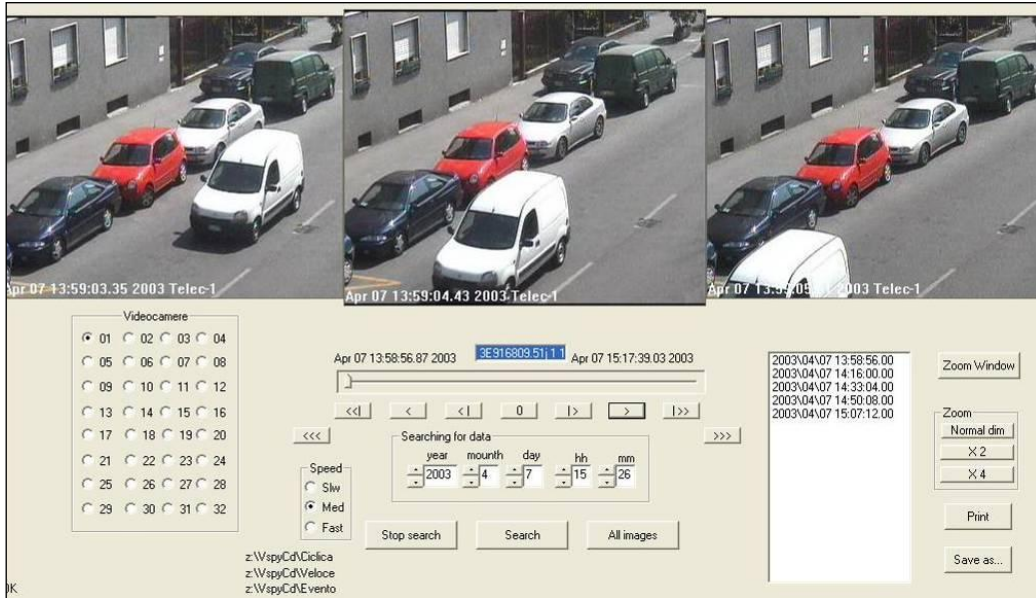 Apr 07 13:59:03.35 2003 Telec-1
Apr 07 13:59:04.43 2003 Telec-1
Apr 07 2003 Telec-1
Videocamere
01 02 03 04
05 06 07 08
09 10 11 12
13 14 15 16
17 18 19 20
21 22 23 24
25 26 27 28
29 30 31 32
Apr 07 13:58:56.87 2003
3E916809.51j 1 1
Apr 07 15:17:39.03 2003
<<|
<
<|
0
|>
>
|>>
<<<
>>>
Searching for data
year mounth day hh mm
2003 4 7 15 26
Speed
Slw
Med
Fast
Stop search
Search
All images
z:\VspyCd\Ciclica
z:\VspyCd\Veloce
z:\VspyCd\Evento
2003\04\07 13:58:56.00
2003\04\07 14:16:00.00
2003\04\07 14:33:04.00
2003\04\07 14:50:08.00
2003\04\07 15:07:12.00
Zoom Window
Zoom
Normal dim
X 2
X 4
Print
Save as...